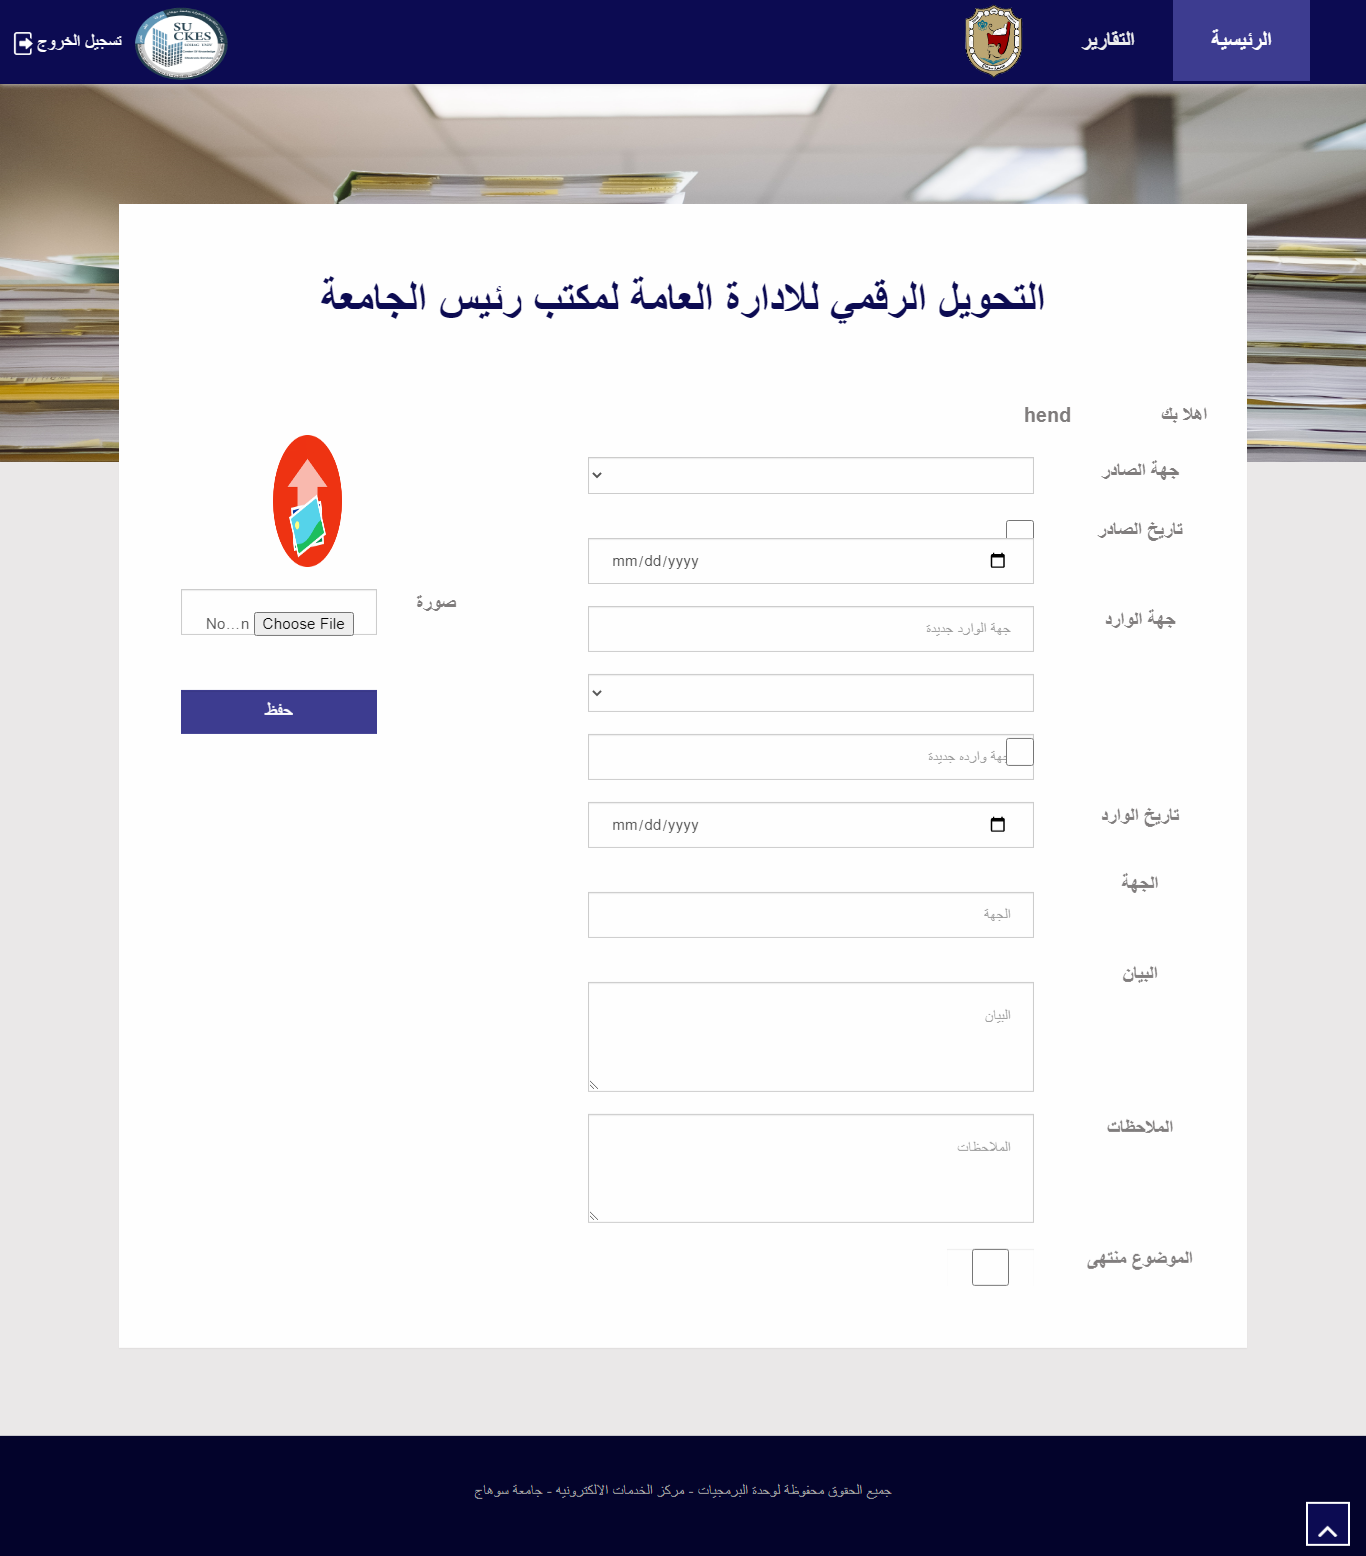 الرئيسية
التقارير
SU
CKES
تسجيل الخروج
التحويل الرقمي للادارة العامة لمكتب رئيس الجامعة
اهلا بك hend
جهة الصادر
تاريخ الصادر
mm/dd/yyyy
جهة الوارد
جهة الوارد جديدة
جهة وارده جديدة
تاريخ الوارد
mm/dd/yyyy
الجهة
الجهة
البيان
البيان
الملاحظات
الملاحظات
الموضوع منتهى
صورة
Choose File No...n
حفظ
جميع الحقوق محفوظة لوحدة البرمجيات - مركز الخدمات الالكترونيه - جامعة سوهاج